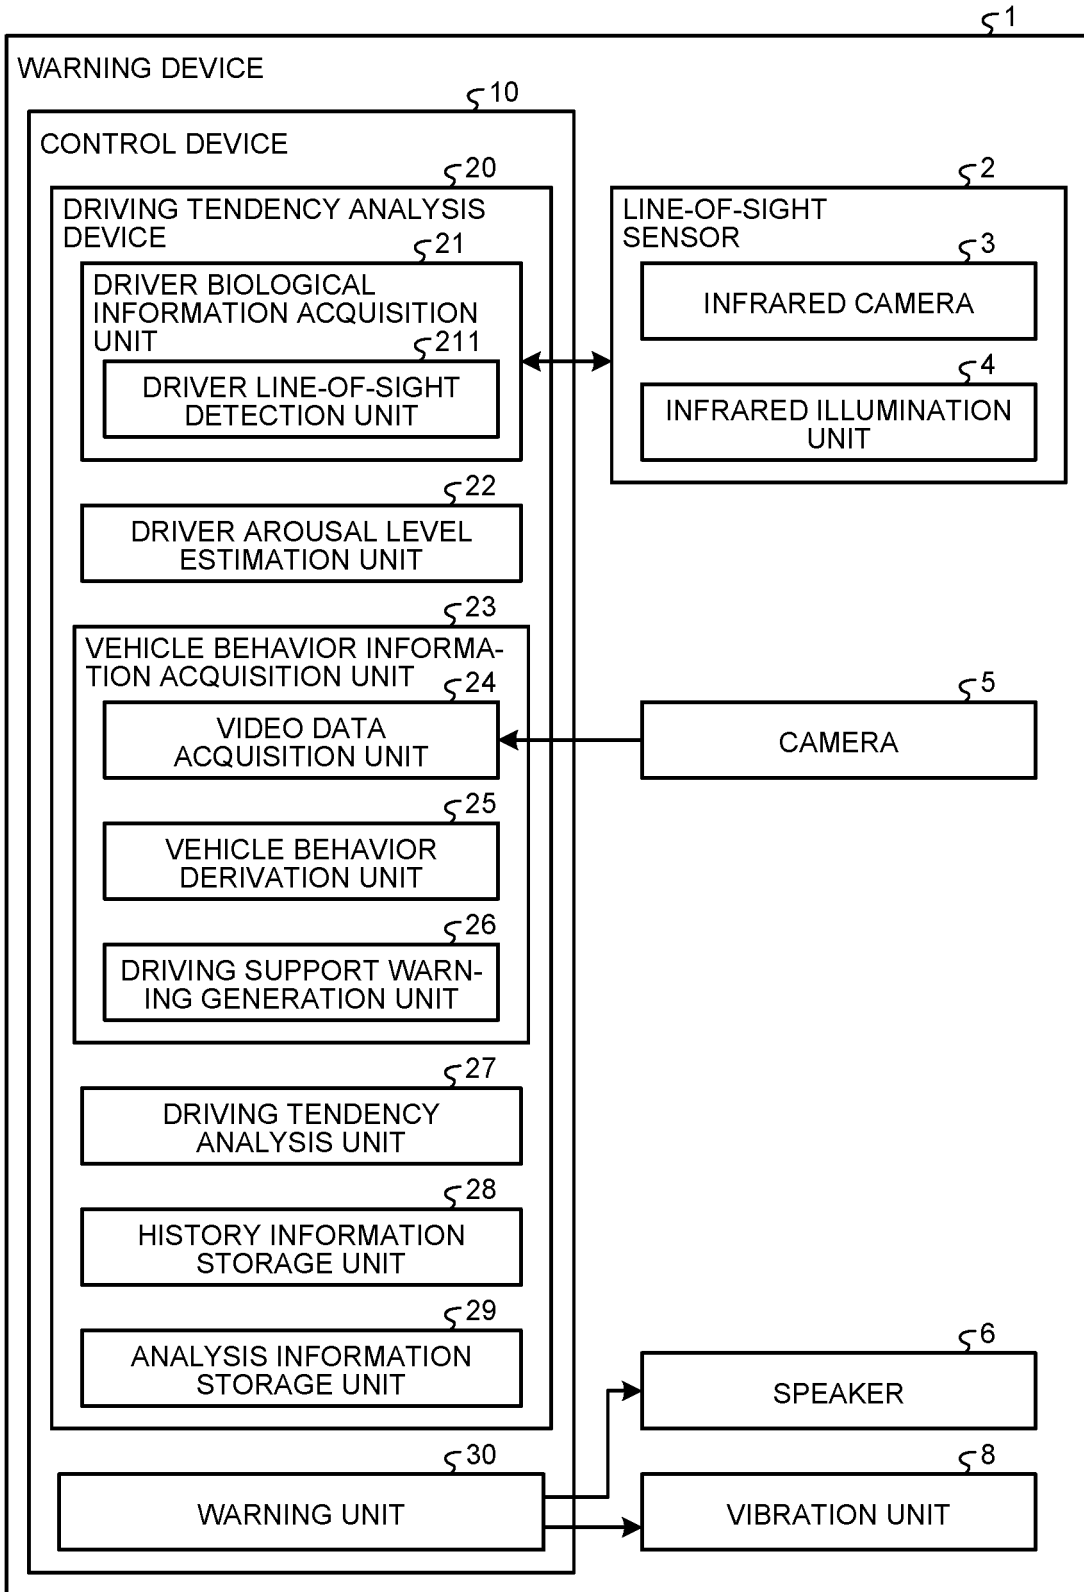 1
WARNING DEVICE
10
CONTROL DEVICE
20
DRIVING TENDENCY ANALYSIS
DEVICE
21
DRIVER BIOLOGICAL
INFORMATION ACQUISITION
UNIT
211
DRIVER LINE-OF-SIGHT
DETECTION UNIT
2
LINE-OF-SIGHT
SENSOR
3
INFRARED CAMERA
4
INFRARED ILLUMINATION
UNIT
22
DRIVER AROUSAL LEVEL
ESTIMATION UNIT
23
VEHICLE BEHAVIOR INFORMA-
TION ACQUISITION UNIT
24
VIDEO DATA
ACQUISITION UNIT
5
CAMERA
25
VEHICLE BEHAVIOR
DERIVATION UNIT
26
DRIVING SUPPORT WARN-
ING GENERATION UNIT
27
DRIVING TENDENCY
ANALYSIS UNIT
28
HISTORY INFORMATION
STORAGE UNIT
29
ANALYSIS INFORMATION
STORAGE UNIT
6
SPEAKER
30
WARNING UNIT
8
VIBRATION UNIT